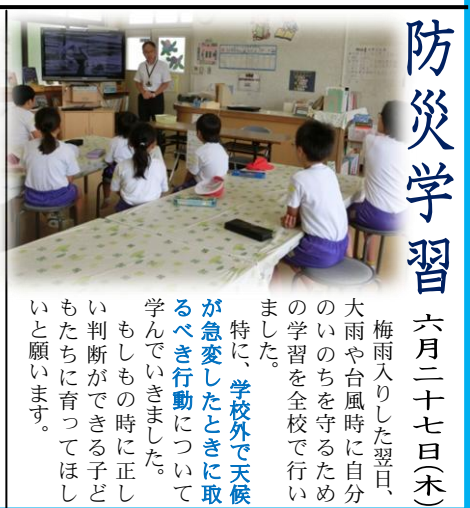 防災学習
六月二十七日(木)
梅雨入りした翌日、
大雨や台風時に自分
のいのちを守るため
の学習を全校で行い
ました。
特に、学校外で天候
が急変したときに取
るべき行動について
学んでいきました。
もしもの時に正し
い判断ができる子ど
もたちに育ってほし
いと願います。